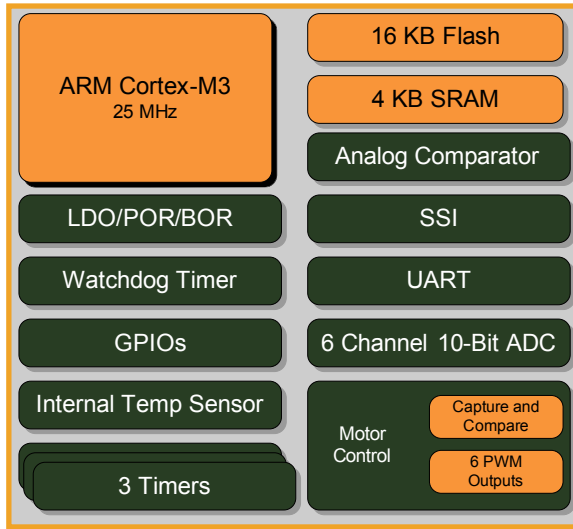 ARM Cortex-M3
25 MHz
16 KB Flash
4 KB SRAM
Analog Comparator
LDO/POR/BOR
SSI
Watchdog Timer
UART
GPIOs
6 Channel 10-Bit ADC
Internal Temp Sensor
Motor
Control
Capture and
Compare
6 PWM
Outputs
3 Timers